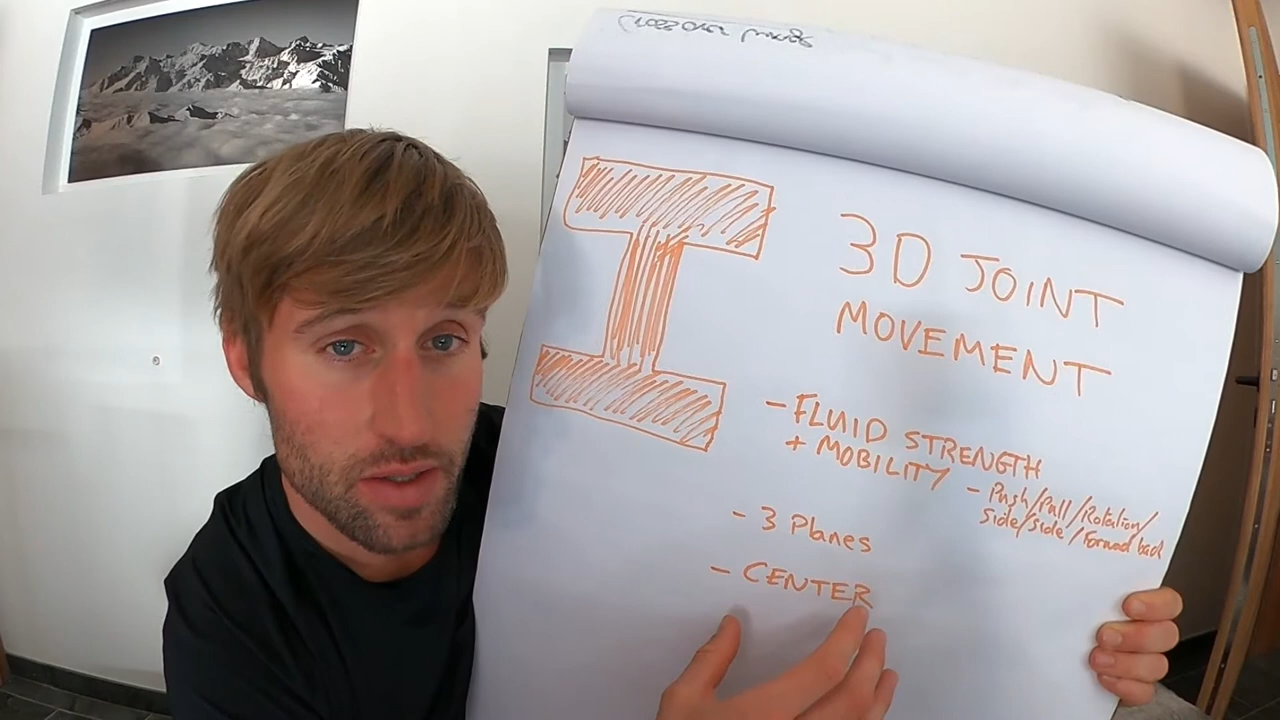 I
3D JOINT
MOVEMENT
- FLUID STRENGTH
+ MOBILITY
- Push/Pull/Rotation/
Side/Side/Forward back
- 3 Planes
- CENTER